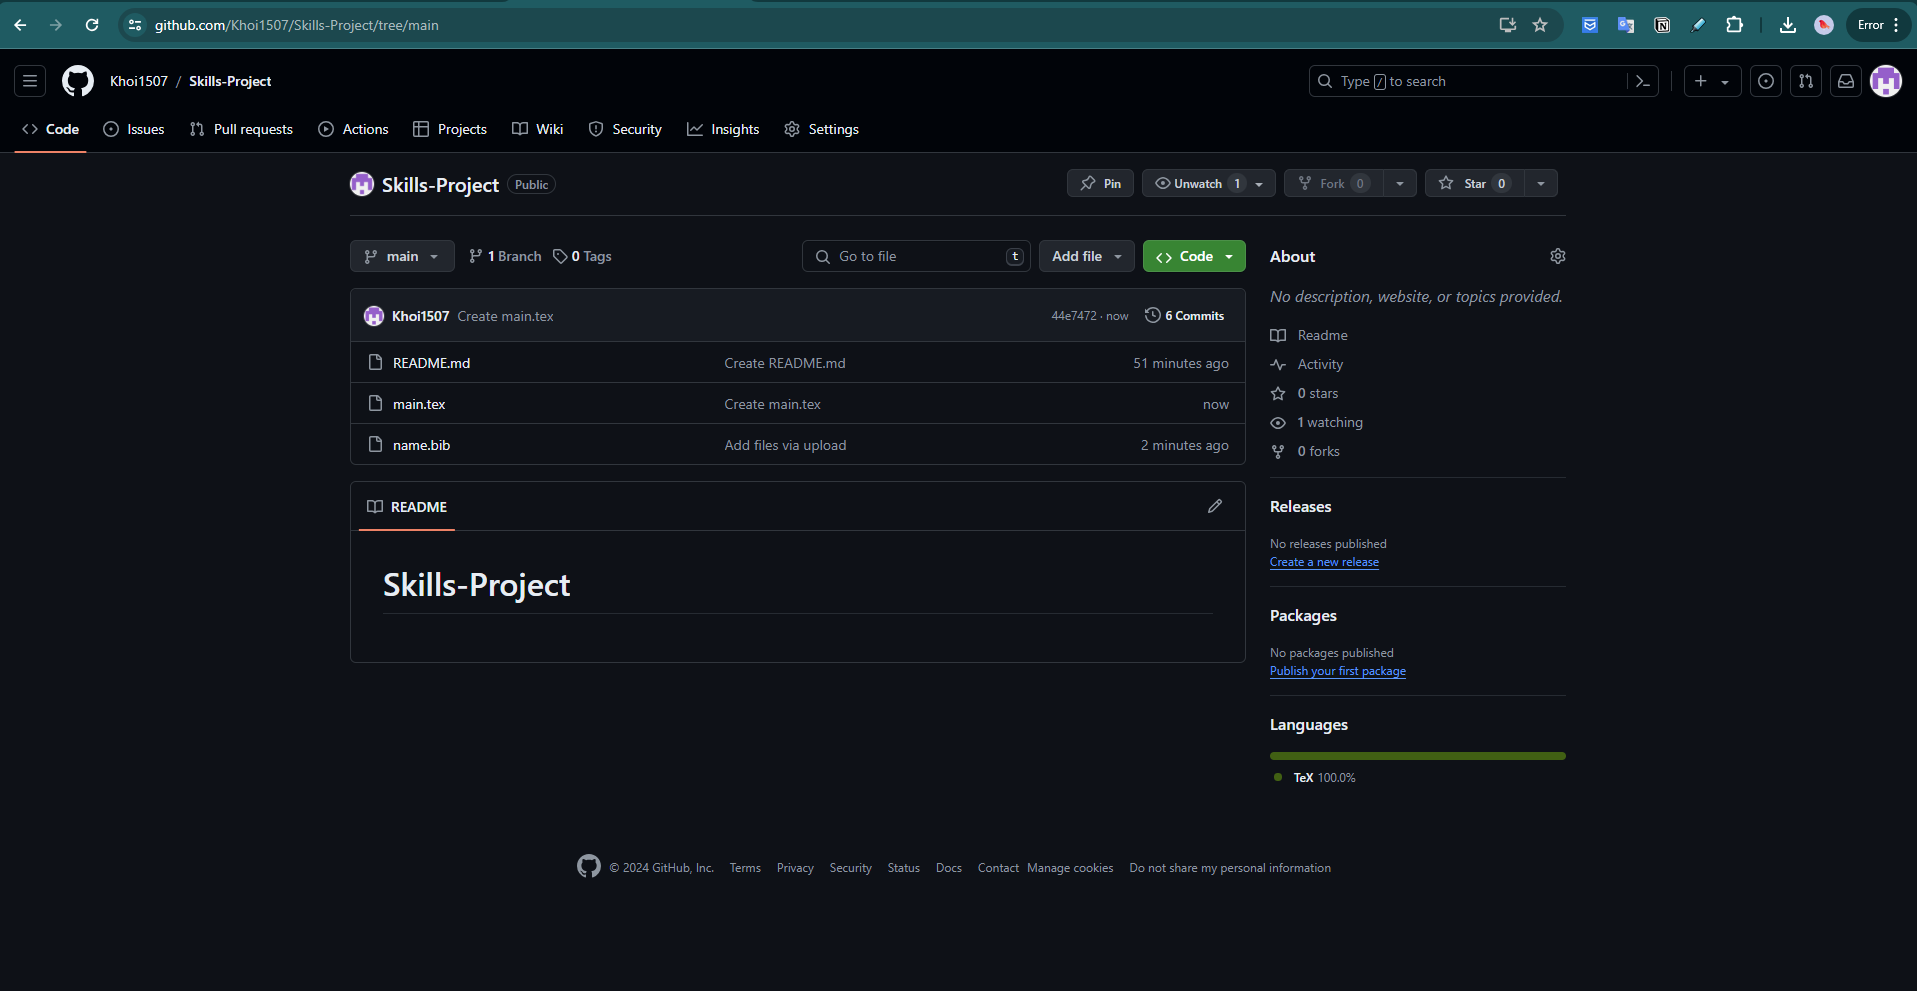 github.com/Khoi1507/Skills-Project/tree/main
Error
Khoi1507 / Skills-Project
Type / to search
Code Issues Pull requests Actions Projects Wiki Security Insights Settings
Skills-Project Public
Pin Unwatch 1 Fork 0 Star 0
main 1 Branch 0 Tags Go to file t Add file Code
Khoi1507 Create main.tex 44e7472 · now 6 Commits
README.md Create README.md 51 minutes ago
main.tex Create main.tex now
name.bib Add files via upload 2 minutes ago
README
Skills-Project
About
No description, website, or topics provided.
Readme
Activity
0 stars
1 watching
0 forks
Releases
No releases published
Create a new release
Packages
No packages published
Publish your first package
Languages
TeX 100.0%
© 2024 GitHub, Inc. Terms Privacy Security Status Docs Contact Manage cookies Do not share my personal information